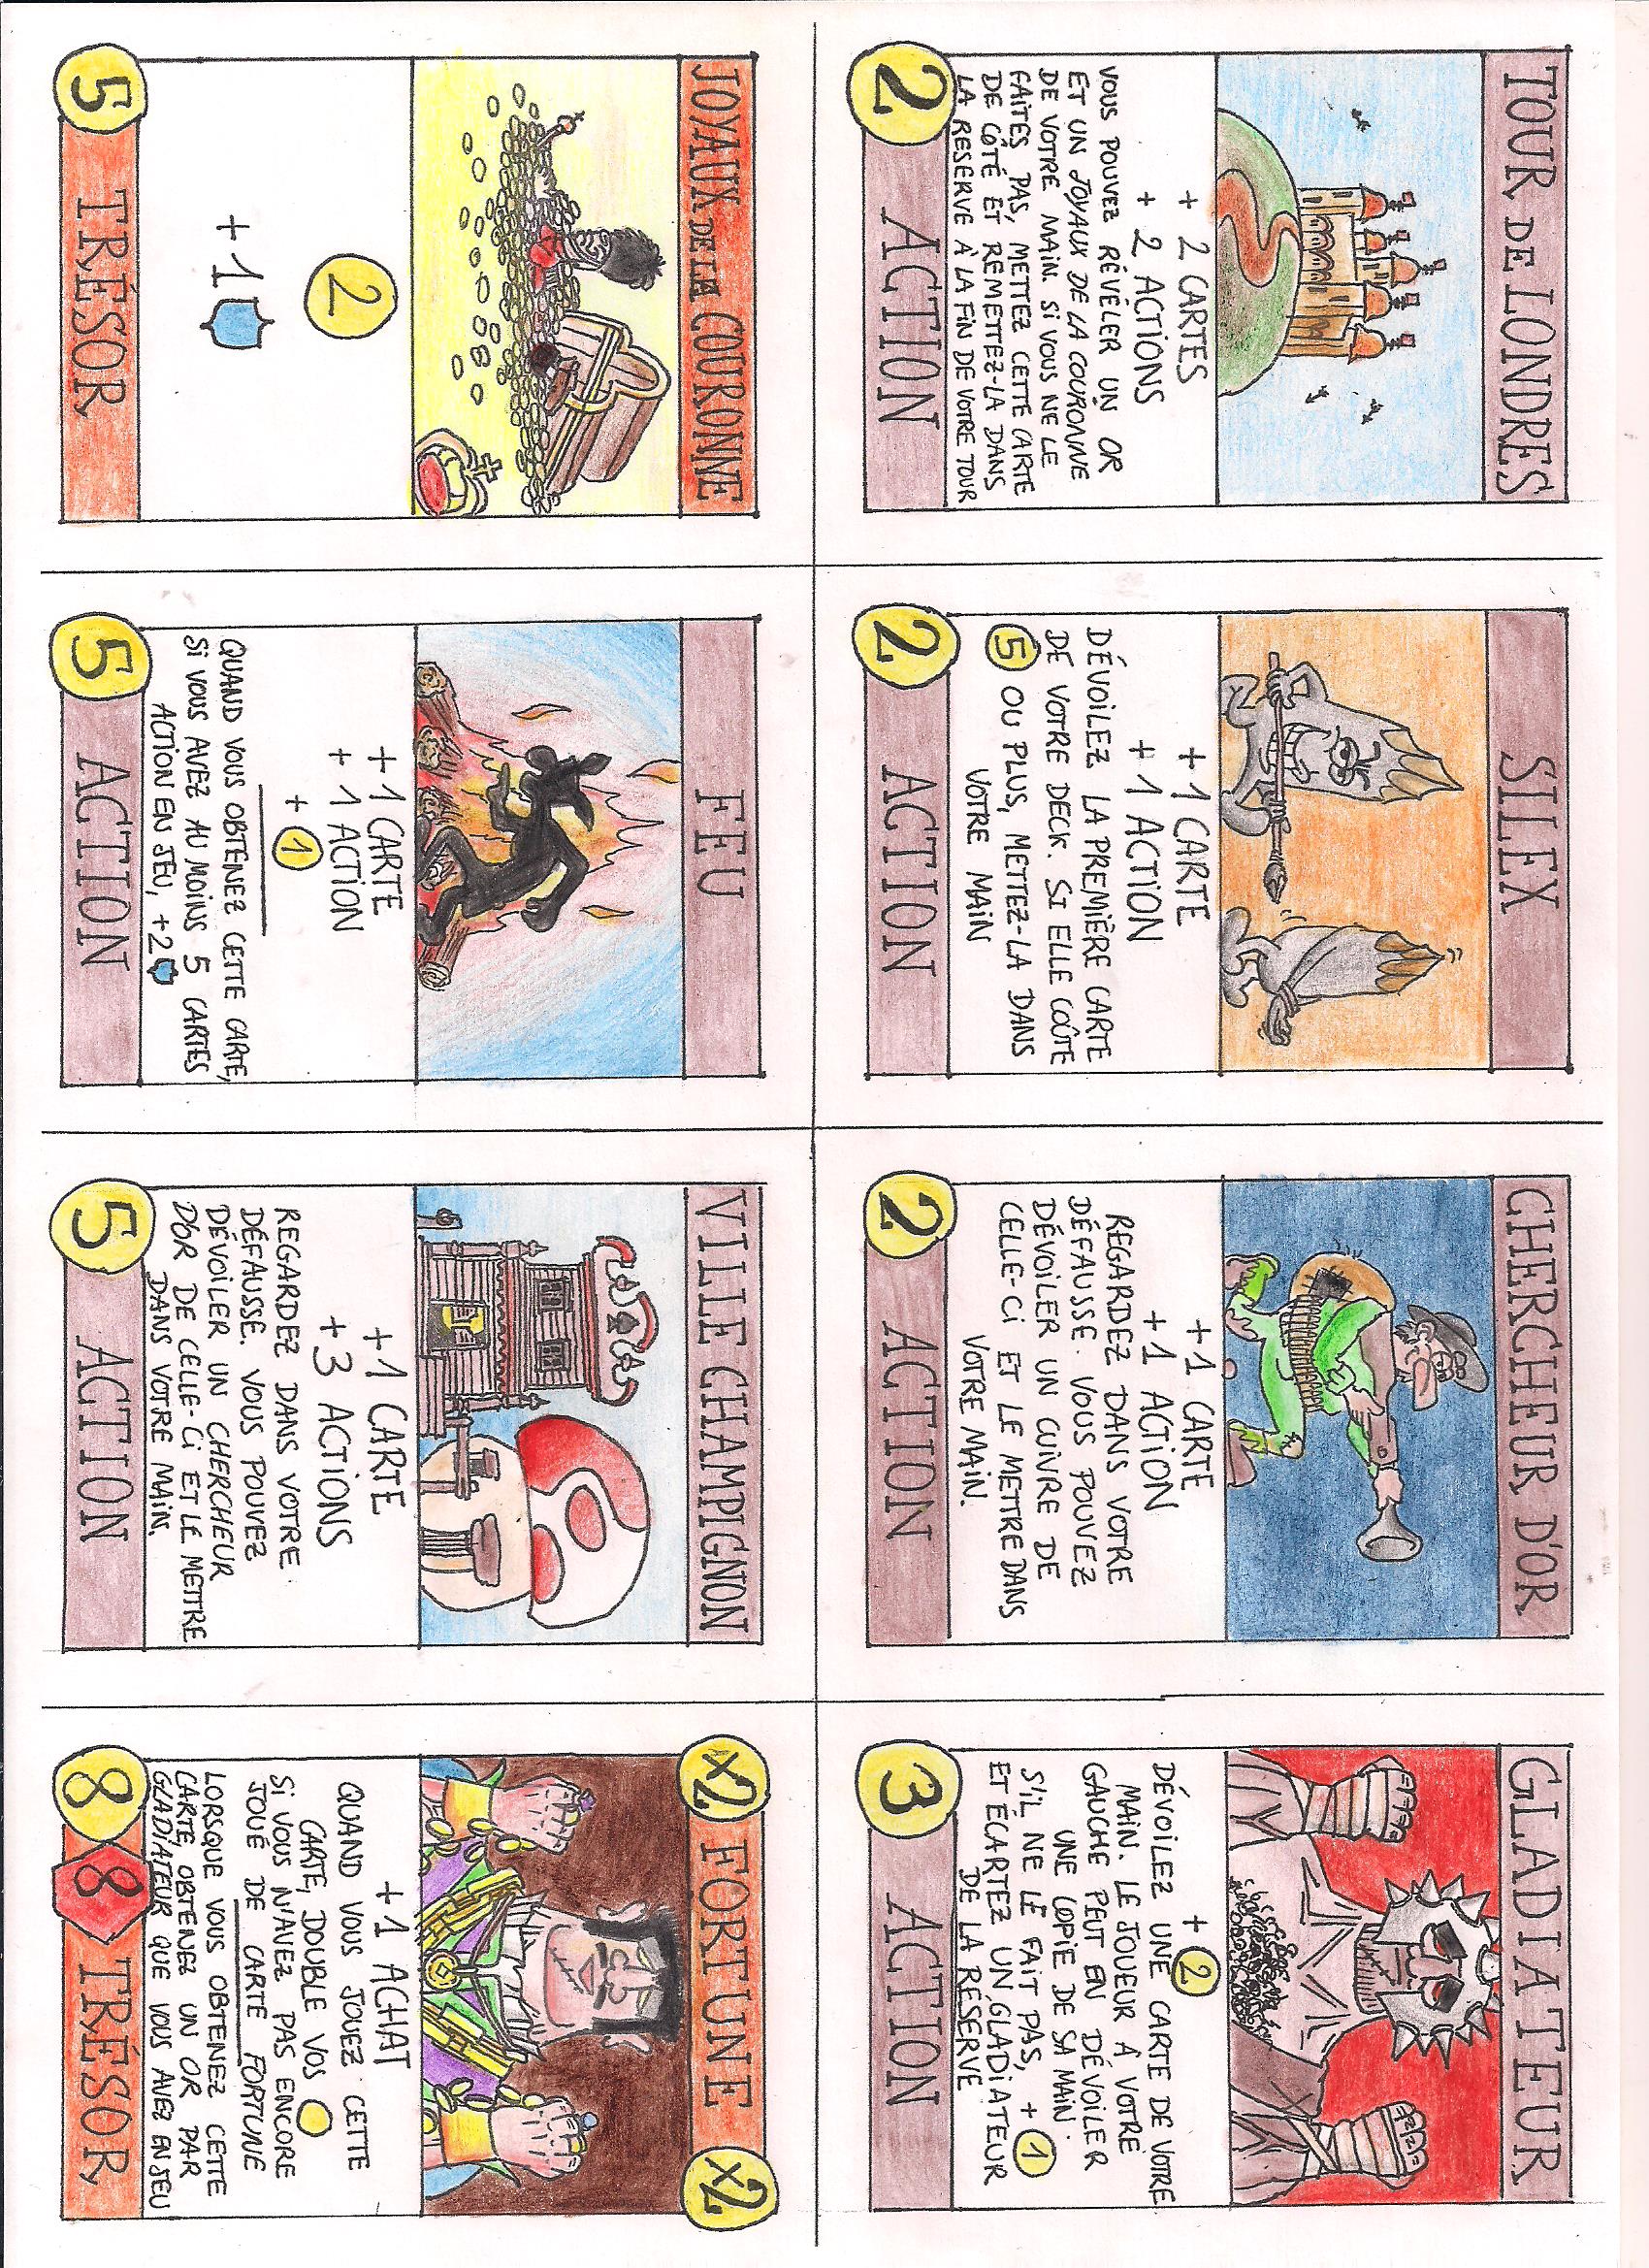 TOUR DE LONDRES
+ 2 CARTES
+ 2 ACTIONS
VOUS POUVEZ RÉVÉLER UN OR
ET UN JOYAUX DE LA COURONNE
DE VOTRE MAIN. SI VOUS NE LE
FAITES PAS, METTEZ CETTE CARTE
DE CÔTÉ ET REMETTEZ-LA DANS
LA RESERVE À LA FIN DE VOTRE TOUR
2 ACTION
SILEX
+ 1 CARTE
+ 1 ACTION
DÉVOILEZ LA PREMIÈRE CARTE
DE VOTRE DECK. SI ELLE COÛTE
5 OU PLUS, METTEZ-LA DANS
VOTRE MAIN
2 ACTION
CHERCHEUR D'OR
+ 1 CARTE
+ 1 ACTION
REGARDEZ DANS VOTRE
DÉFAUSSE. VOUS POUVEZ
DÉVOILER UN CUIVRE DE
CELLE-CI ET LE METTRE DANS
VOTRE MAIN.
2 ACTION
GLADIATEUR
+ 2
DÉVOILEZ UNE CARTE DE VOTRE
MAIN. LE JOUEUR À VOTRE
GAUCHE PEUT EN DÉVOILER
UNE COPIE DE SA MAIN.
S'IL NE LE FAIT PAS, + 1
ET ÉCARTEZ UN GLADIATEUR
DE LA RESERVE
3 ACTION
JOYAUX DE LA COURONNE
2
+ 1
5 TRÉSOR
FEU
+ 1 CARTE
+ 1 ACTION
+ 1
QUAND VOUS OBTENEZ CETTE CARTE,
SI VOUS AVEZ AU MOINS 5 CARTES
ACTION EN JEU, +2
5 ACTION
VILLE CHAMPIGNON
+ 1 CARTE
+ 3 ACTIONS
REGARDEZ DANS VOTRE
DÉFAUSSE. VOUS POUVEZ
DÉVOILER UN CHERCHEUR
D'OR DE CELLE-CI ET LE METTRE
DANS VOTRE MAIN.
5 ACTION
x2 FORTUNE x2
+ 1 ACHAT
QUAND VOUS JOUEZ CETTE
CARTE, DOUBLE VOS
SI VOUS N'AVEZ PAS ENCORE
JOUÉ DE CARTE FORTUNE
LORSQUE VOUS OBTENEZ CETTE
CARTE, OBTENEZ UN OR PAR
GLADIATEUR QUE VOUS AVEZ EN JEU
8 8 TRÉSOR